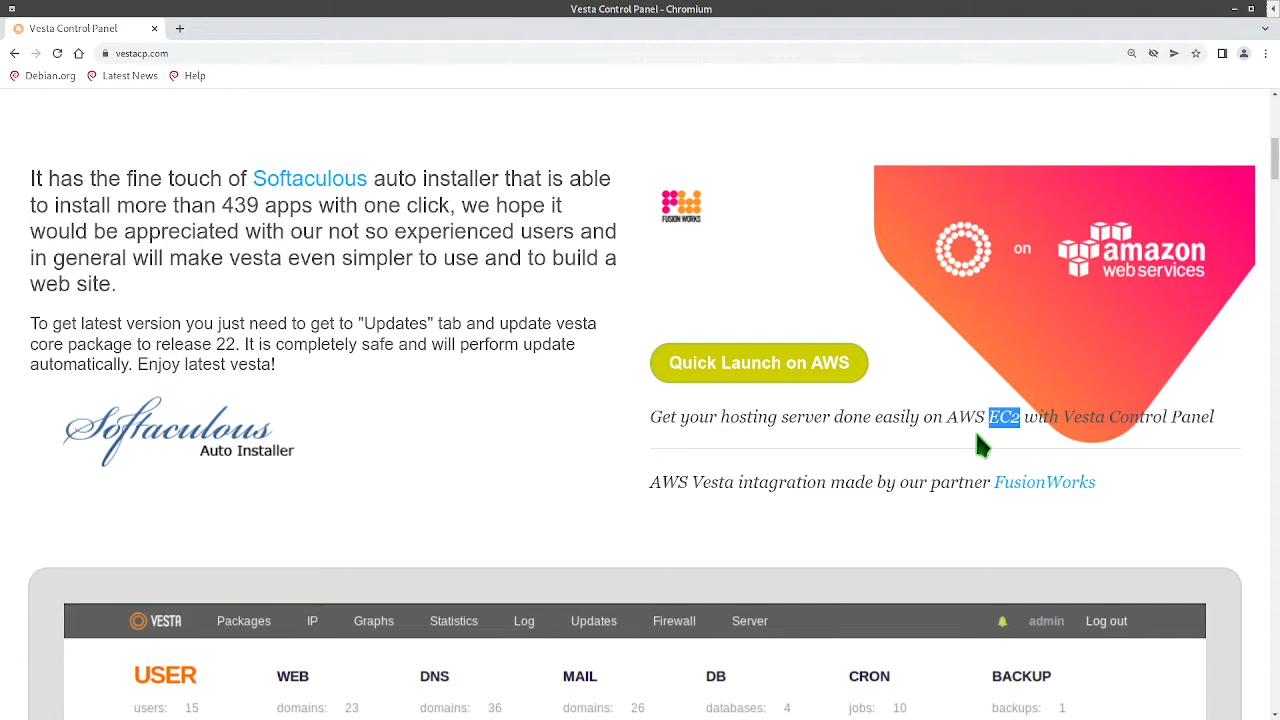 Vesta Control Panel - Chromium
Vesta Control Panel
vestacp.com
Debian.org
Latest News
Help
It has the fine touch of Softaculous auto installer that is able
to install more than 439 apps with one click, we hope it
would be appreciated with our not so experienced users and
in general will make vesta even simpler to use and to build a
web site.
To get latest version you just need to get to "Updates" tab and update vesta
core package to release 22. It is completely safe and will perform update
automatically. Enjoy latest vesta!
Softaculous
Auto Installer
FUSION WORKS
on
amazon
web services
Quick Launch on AWS
Get your hosting server done easily on AWS EC2 with Vesta Control Panel
AWS Vesta intagration made by our partner FusionWorks
VESTA Packages IP Graphs Statistics Log Updates Firewall Server admin Log out
USER WEB DNS MAIL DB CRON BACKUP
users: 15 domains: 23 domains: 36 domains: 26 databases: 4 jobs: 10 backups: 1